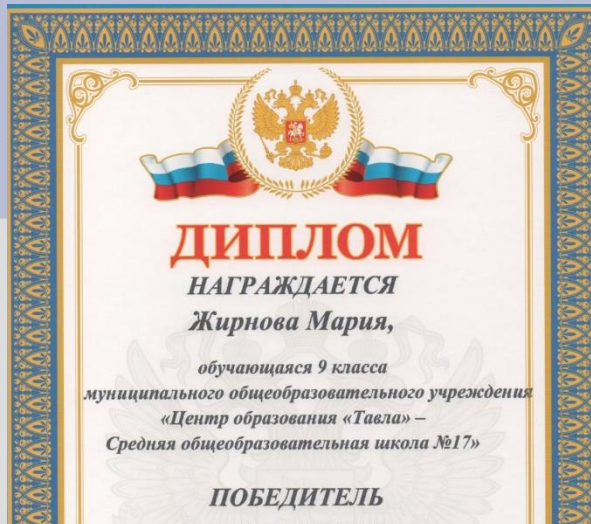 ДИПЛОМ
НАГРАЖДАЕТСЯ
Жирнова Мария,
обучающаяся 9 класса
муниципального общеобразовательного учреждения
«Центр образования «Тавла» –
Средняя общеобразовательная школа №17»
ПОБЕДИТЕЛЬ